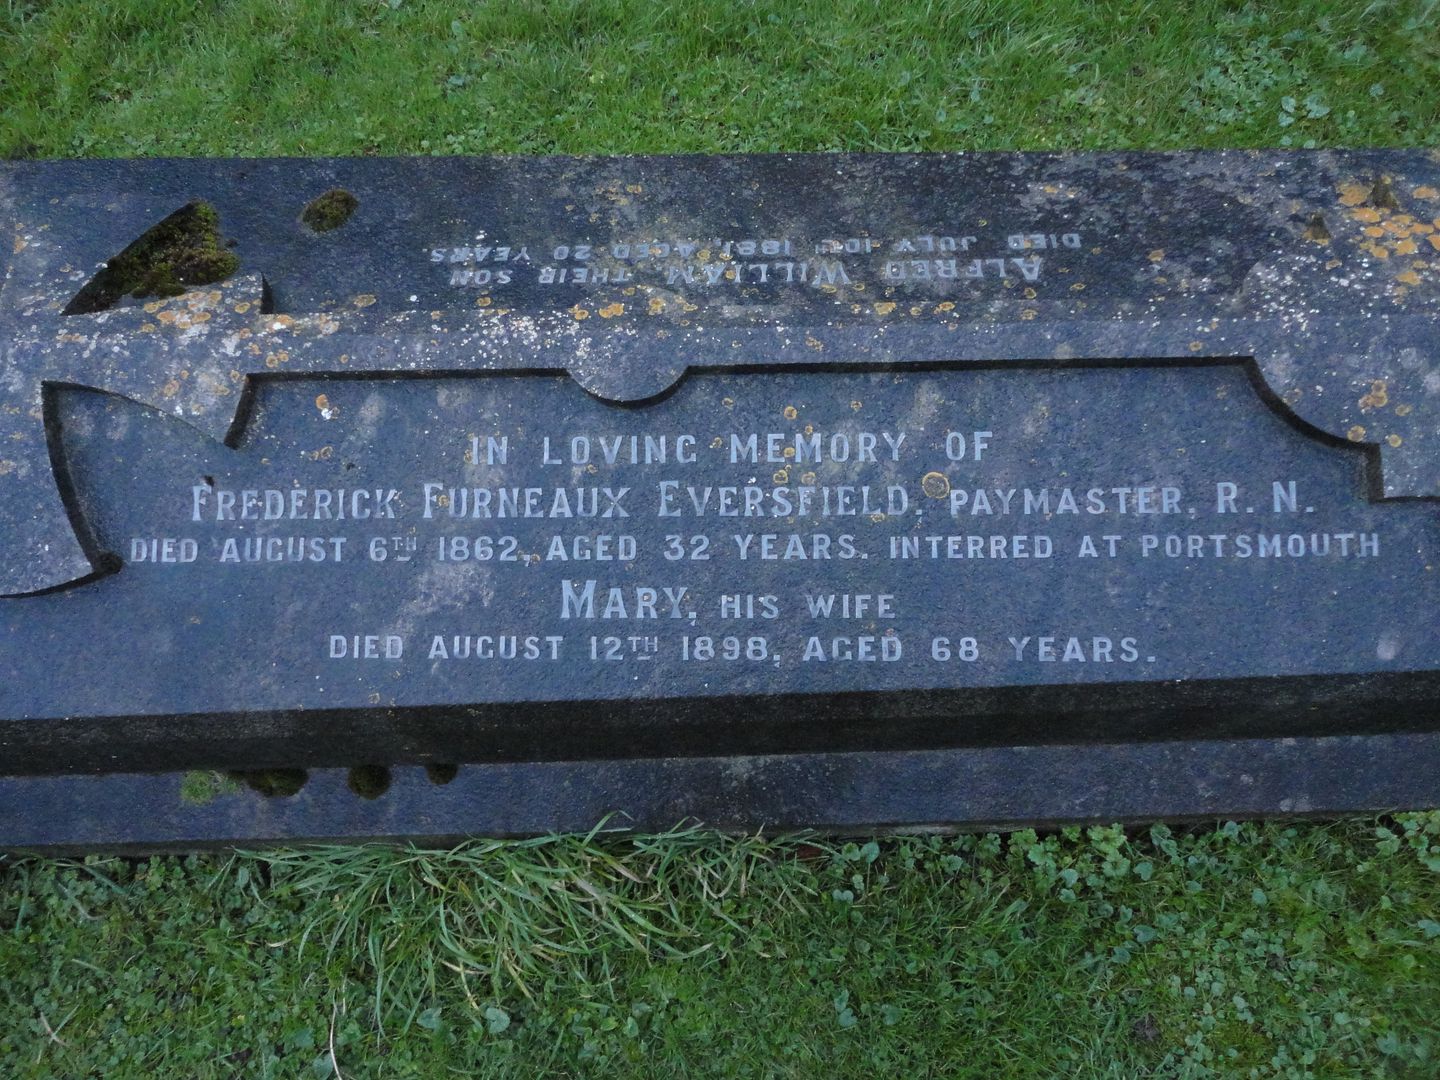 IN LOVING MEMORY OF
FREDERICK FURNEAUX EVERSFIELD. PAYMASTER, R. N.
DIED AUGUST 6TH 1862, AGED 32 YEARS. INTERRED AT PORTSMOUTH
MARY, HIS WIFE
DIED AUGUST 12TH 1898, AGED 68 YEARS.
ALFRED WILLIAM THEIR SON
DIED JULY 10TH 1881, AGED 20 YEARS.